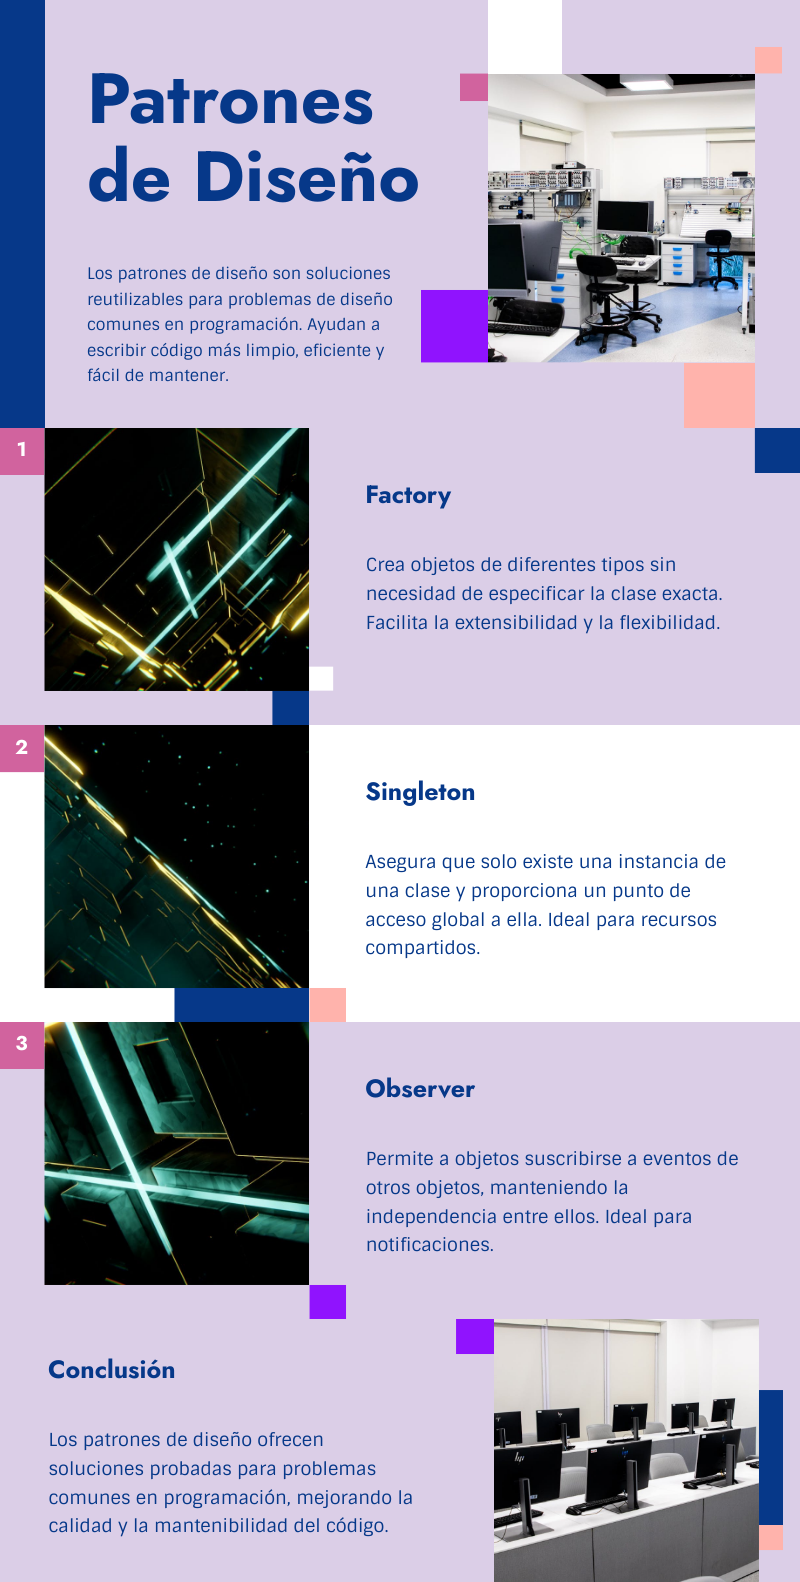 Patrones
de Diseño
Los patrones de diseño son soluciones
reutilizables para problemas de diseño
comunes en programación. Ayudan a
escribir código más limpio, eficiente y
fácil de mantener.
1
Factory
Crea objetos de diferentes tipos sin
necesidad de especificar la clase exacta.
Facilita la extensibilidad y la flexibilidad.
2
Singleton
Asegura que solo existe una instancia de
una clase y proporciona un punto de
acceso global a ella. Ideal para recursos
compartidos.
3
Observer
Permite a objetos suscribirse a eventos de
otros objetos, manteniendo la
independencia entre ellos. Ideal para
notificaciones.
Conclusión
Los patrones de diseño ofrecen
soluciones probadas para problemas
comunes en programación, mejorando la
calidad y la mantenibilidad del código.
hp